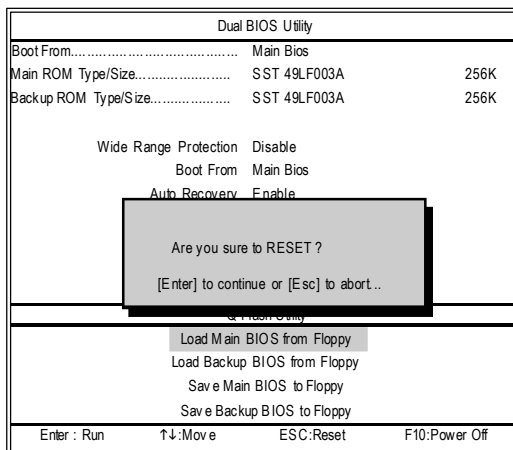 Dual BIOS Utility
Boot From....................................... Main Bios
Main ROM Type/Size...................... SST 49LF003A 256K
Backup ROM Type/Size.................. SST 49LF003A 256K
Wide Range Protection Disable
Boot From Main Bios
Auto Recovery Enable
Are you sure to RESET ?
[Enter] to continue or [Esc] to abort...
Load Main BIOS from Floppy
Load Backup BIOS from Floppy
Save Main BIOS to Floppy
Save Backup BIOS to Floppy
Enter : Run ↑↓:Move ESC:Reset F10:Power Off